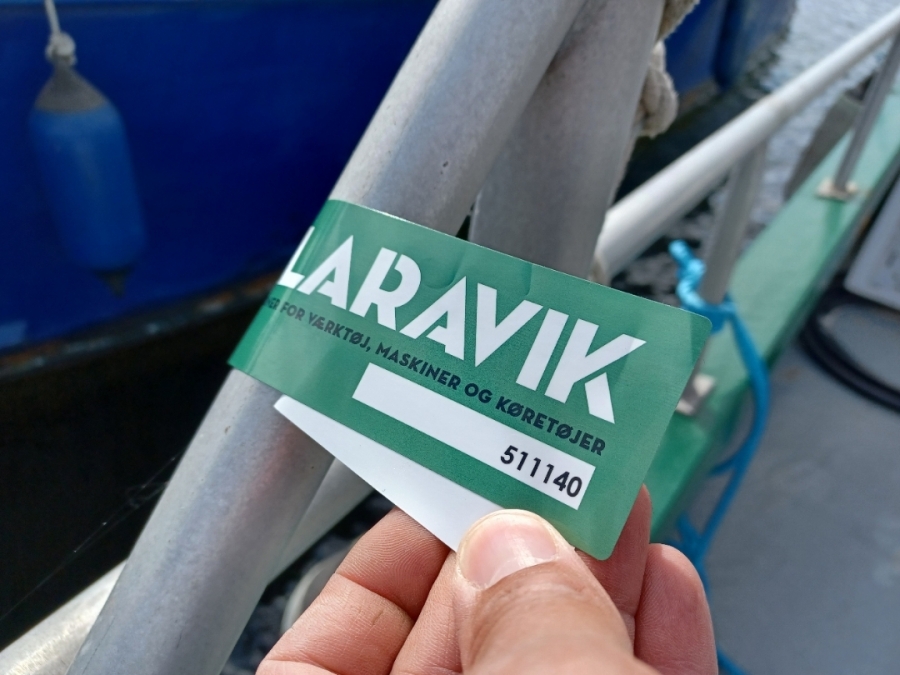 LARAVIK
FOR VÆRKTØJ, MASKINER OG KØRETØJER
511140